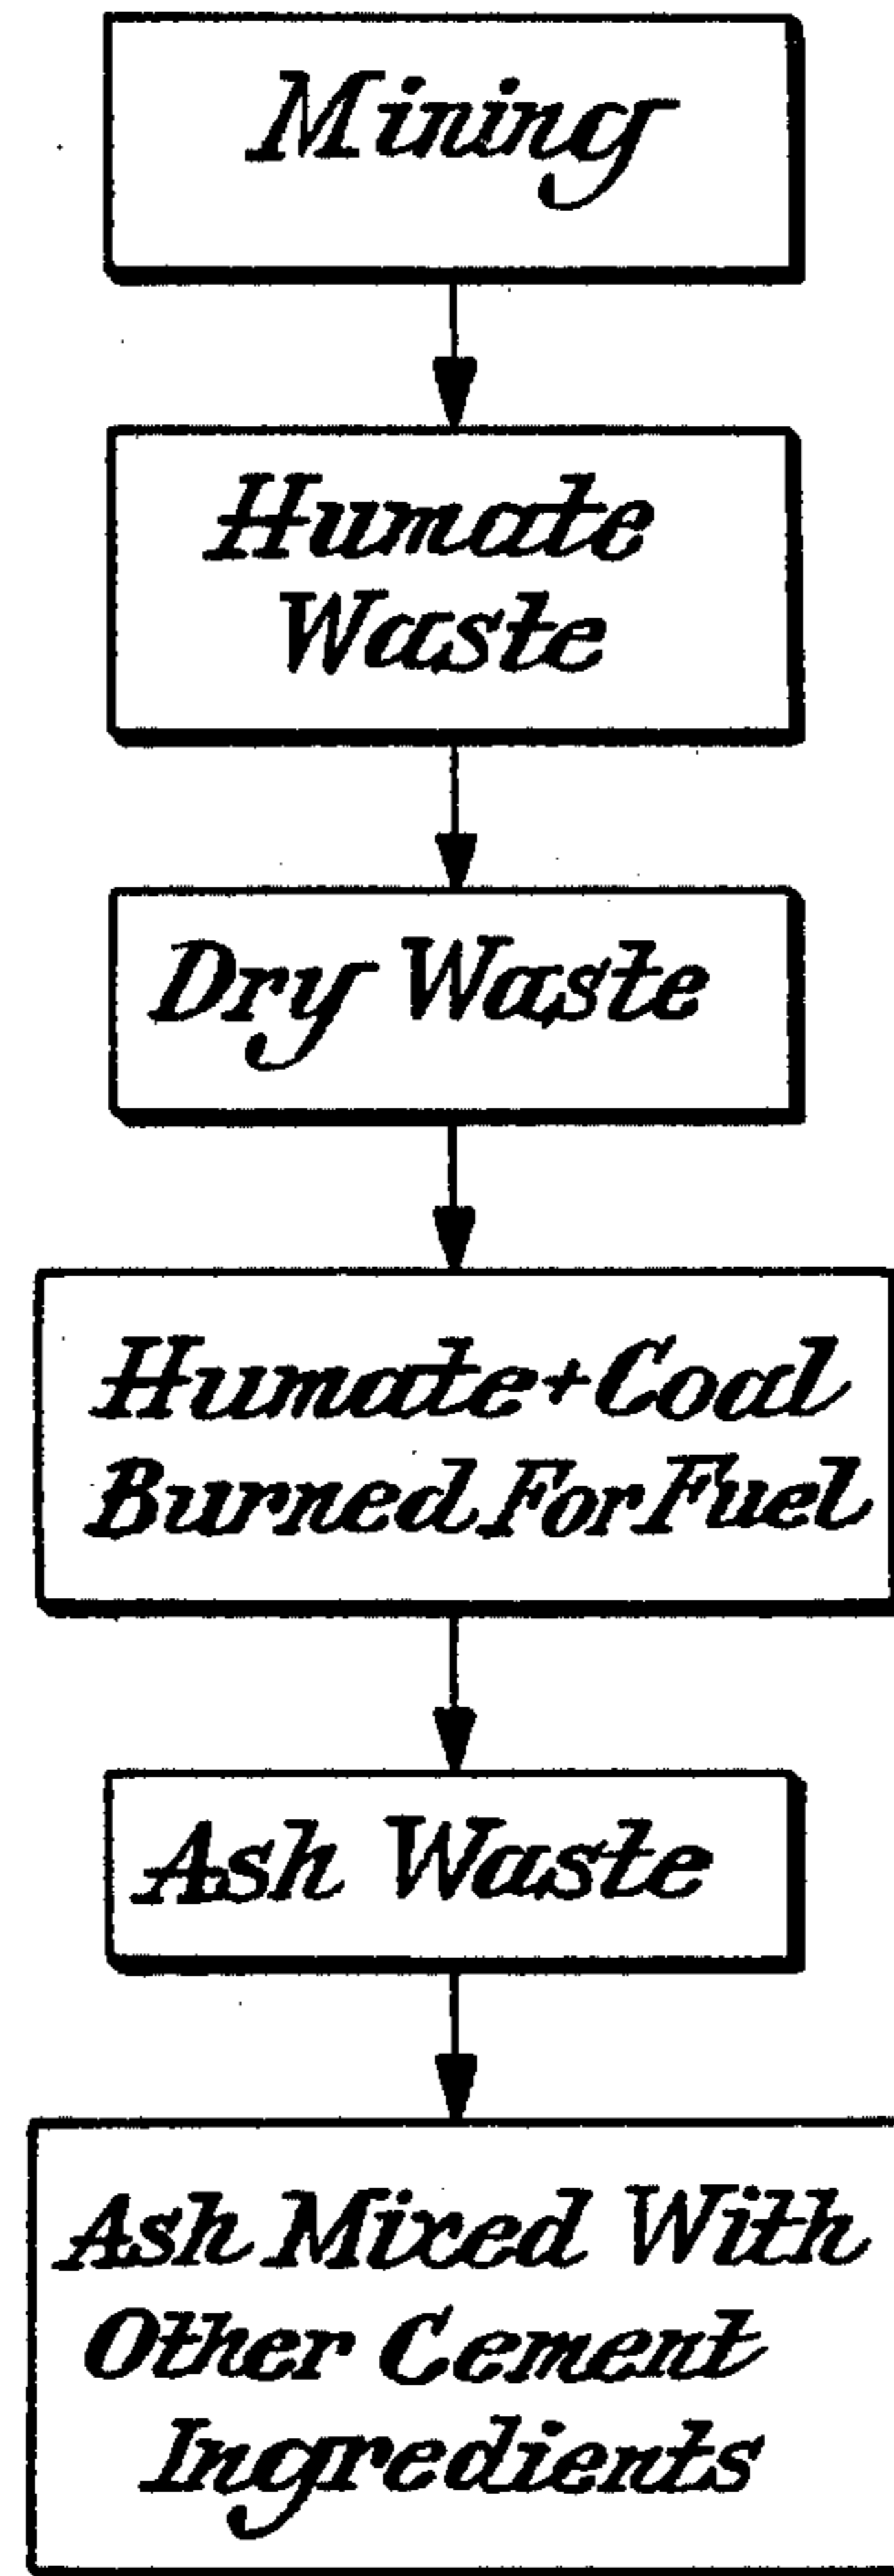 Mining
Humate
Waste
Dry Waste
Humate+Coal
Burned For Fuel
Ash Waste
Ash Mixed With
Other Cement
Ingredients